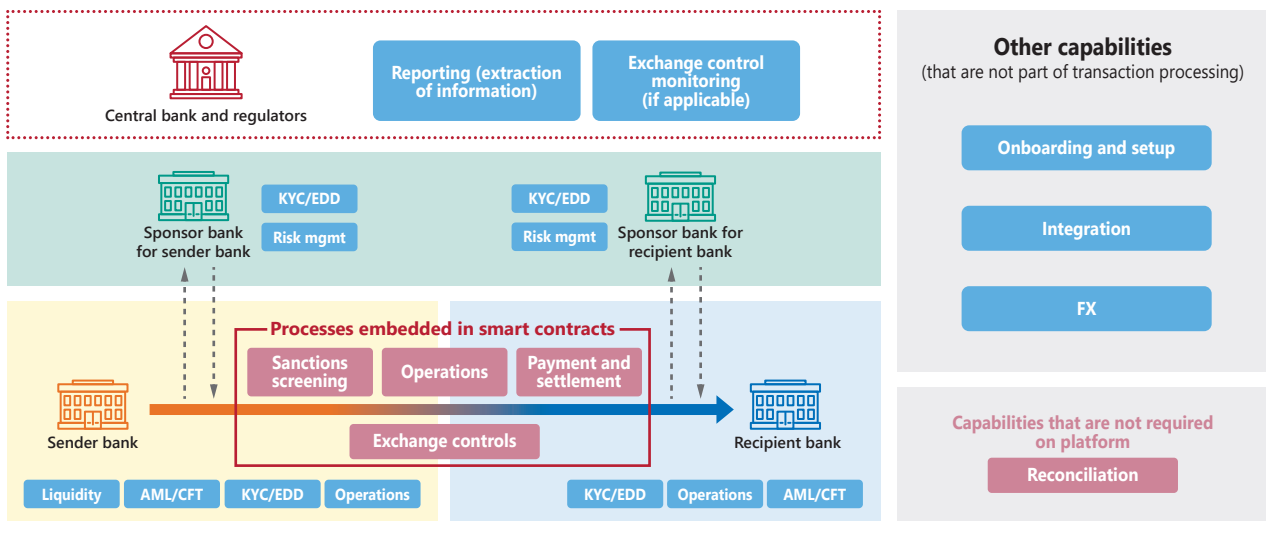 Central bank and regulators
Reporting (extraction
of information)
Exchange control
monitoring
(if applicable)
Sponsor bank
for sender bank
KYC/EDD
Risk mgmt
KYC/EDD
Risk mgmt
Sponsor bank for
recipient bank
Processes embedded in smart contracts
Sanctions
screening
Operations
Payment and
settlement
Exchange controls
Sender bank
Recipient bank
Liquidity
AML/CFT
KYC/EDD
Operations
KYC/EDD
Operations
AML/CFT
Other capabilities
(that are not part of transaction processing)
Onboarding and setup
Integration
FX
Capabilities that are not required
on platform
Reconciliation